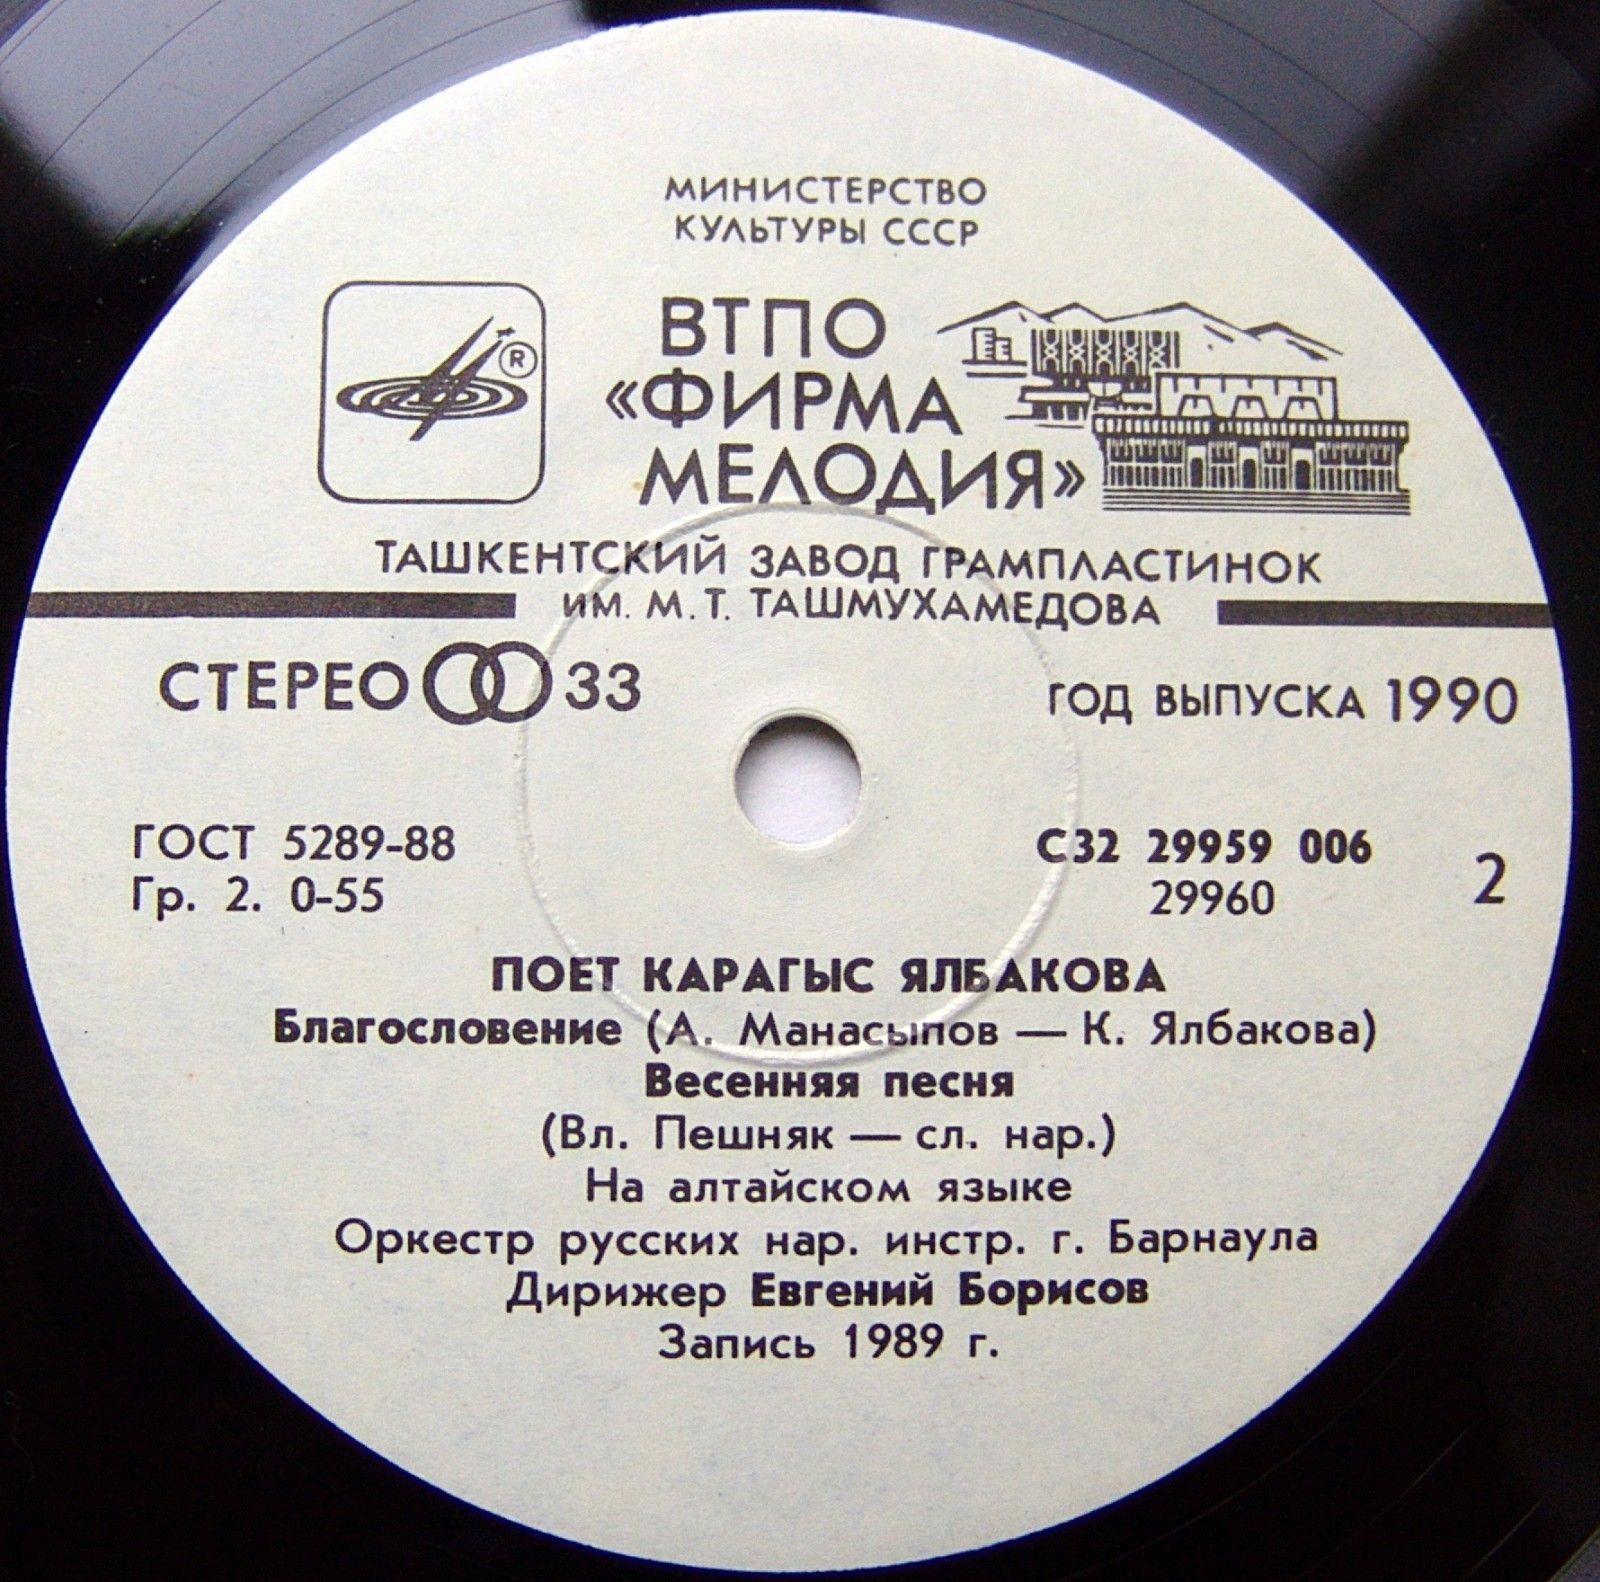 МИНИСТЕРСТВО
КУЛЬТУРЫ СССР
ВТПО
«ФИРМА
МЕЛОДИЯ»
®
ТАШКЕНТСКИЙ ЗАВОД ГРАМПЛАСТИНОК
ИМ. М.Т. ТАШМУХАМЕДОВА
СТЕРЕО 33
ГОД ВЫПУСКА 1990
ГОСТ 5289-88
Гр. 2. 0-55
С32 29959 006
29960
2
ПОЕТ КАРАГЫС ЯЛБАКОВА
Благословение (А. Манасыпов — К. Ялбакова)
Весенняя песня
(Вл. Пешняк — сл. нар.)
На алтайском языке
Оркестр русских нар. инстр. г. Барнаула
Дирижер Евгений Борисов
Запись 1989 г.